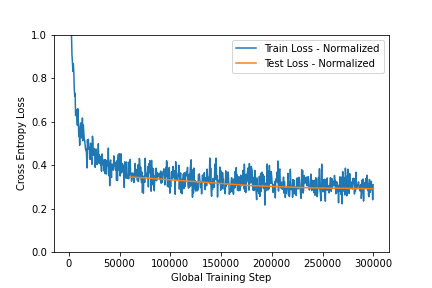 Train Loss - Normalized
Test Loss - Normalized
Cross Entropy Loss
1.0
0.8
0.6
0.4
0.2
0.0
0 50000 100000 150000 200000 250000 300000
Global Training Step